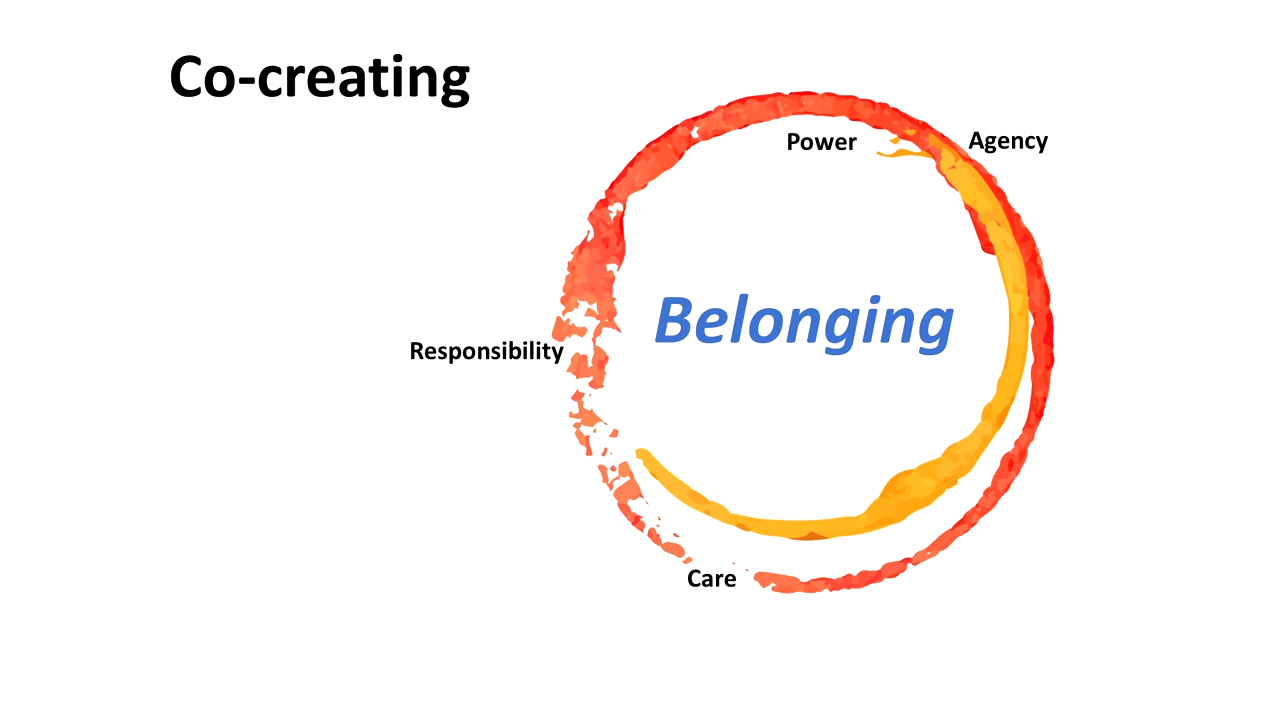 Co-creating
Power
Agency
Belonging
Responsibility
Care